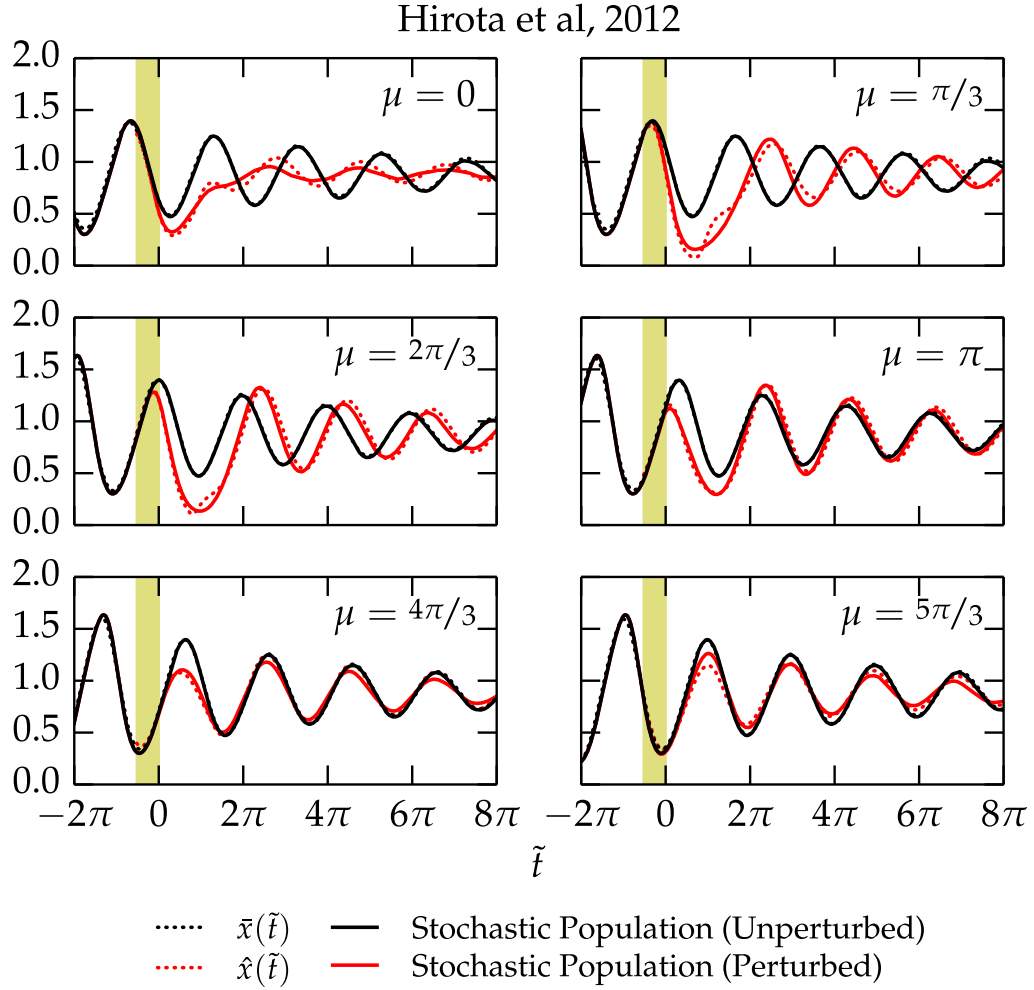 Hirota et al, 2012
2.0
1.5
1.0
0.5
0.0
μ = 0
μ = π/3
2.0
1.5
1.0
0.5
0.0
μ = 2π/3
μ = π
2.0
1.5
1.0
0.5
0.0
μ = 4π/3
μ = 5π/3
−2π 0 2π 4π 6π 8π −2π 0 2π 4π 6π 8π
t̃
x̄(t̃) Stochastic Population (Unperturbed)
x̂(t̃) Stochastic Population (Perturbed)